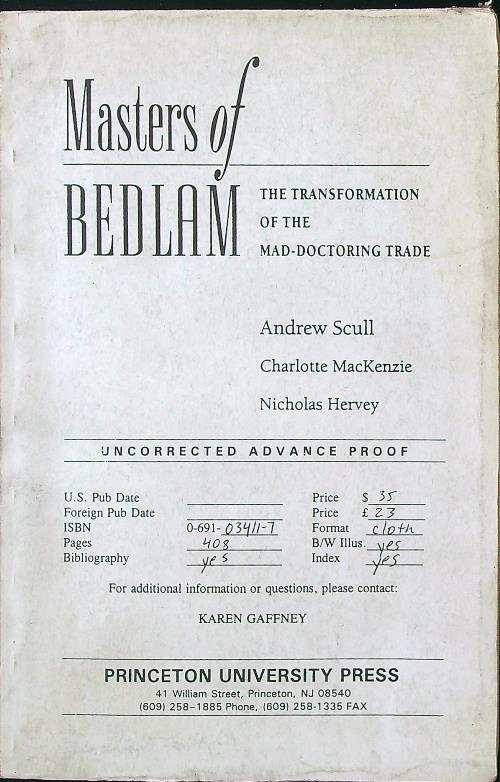 Masters of
BEDLAM
THE TRANSFORMATION
OF THE
MAD-DOCTORING TRADE
Andrew Scull
Charlotte MacKenzie
Nicholas Hervey
UNCORRECTED ADVANCE PROOF
U.S. Pub Date Price $ 35
Foreign Pub Date Price £ 23
ISBN 0-691-03411-7 Format cloth
Pages 408 B/W Illus. yes
Bibliography yes Index yes
For additional information or questions, please contact:
KAREN GAFFNEY
PRINCETON UNIVERSITY PRESS
41 William Street, Princeton, NJ 08540
(609) 258-1885 Phone, (609) 258-1335 FAX